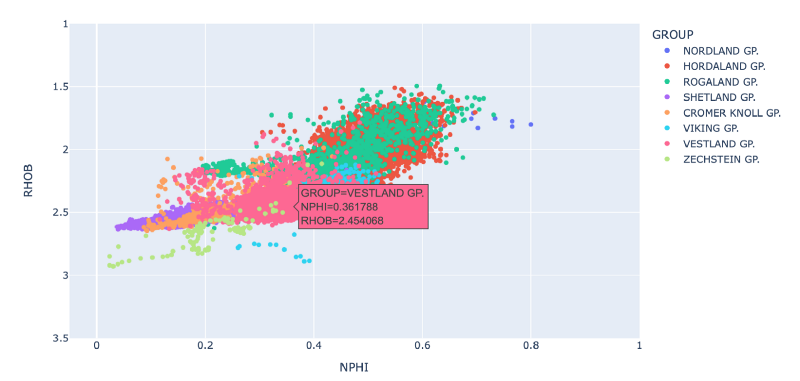 1
1.5
2
2.5
3
3.5
RHOB
0
0.2
0.4
0.6
0.8
1
NPHI
GROUP=VESTLAND GP.
NPHI=0.361788
RHOB=2.454068
GROUP
NORDLAND GP.
HORDALAND GP.
ROGALAND GP.
SHETLAND GP.
CROMER KNOLL GP.
VIKING GP.
VESTLAND GP.
ZECHSTEIN GP.